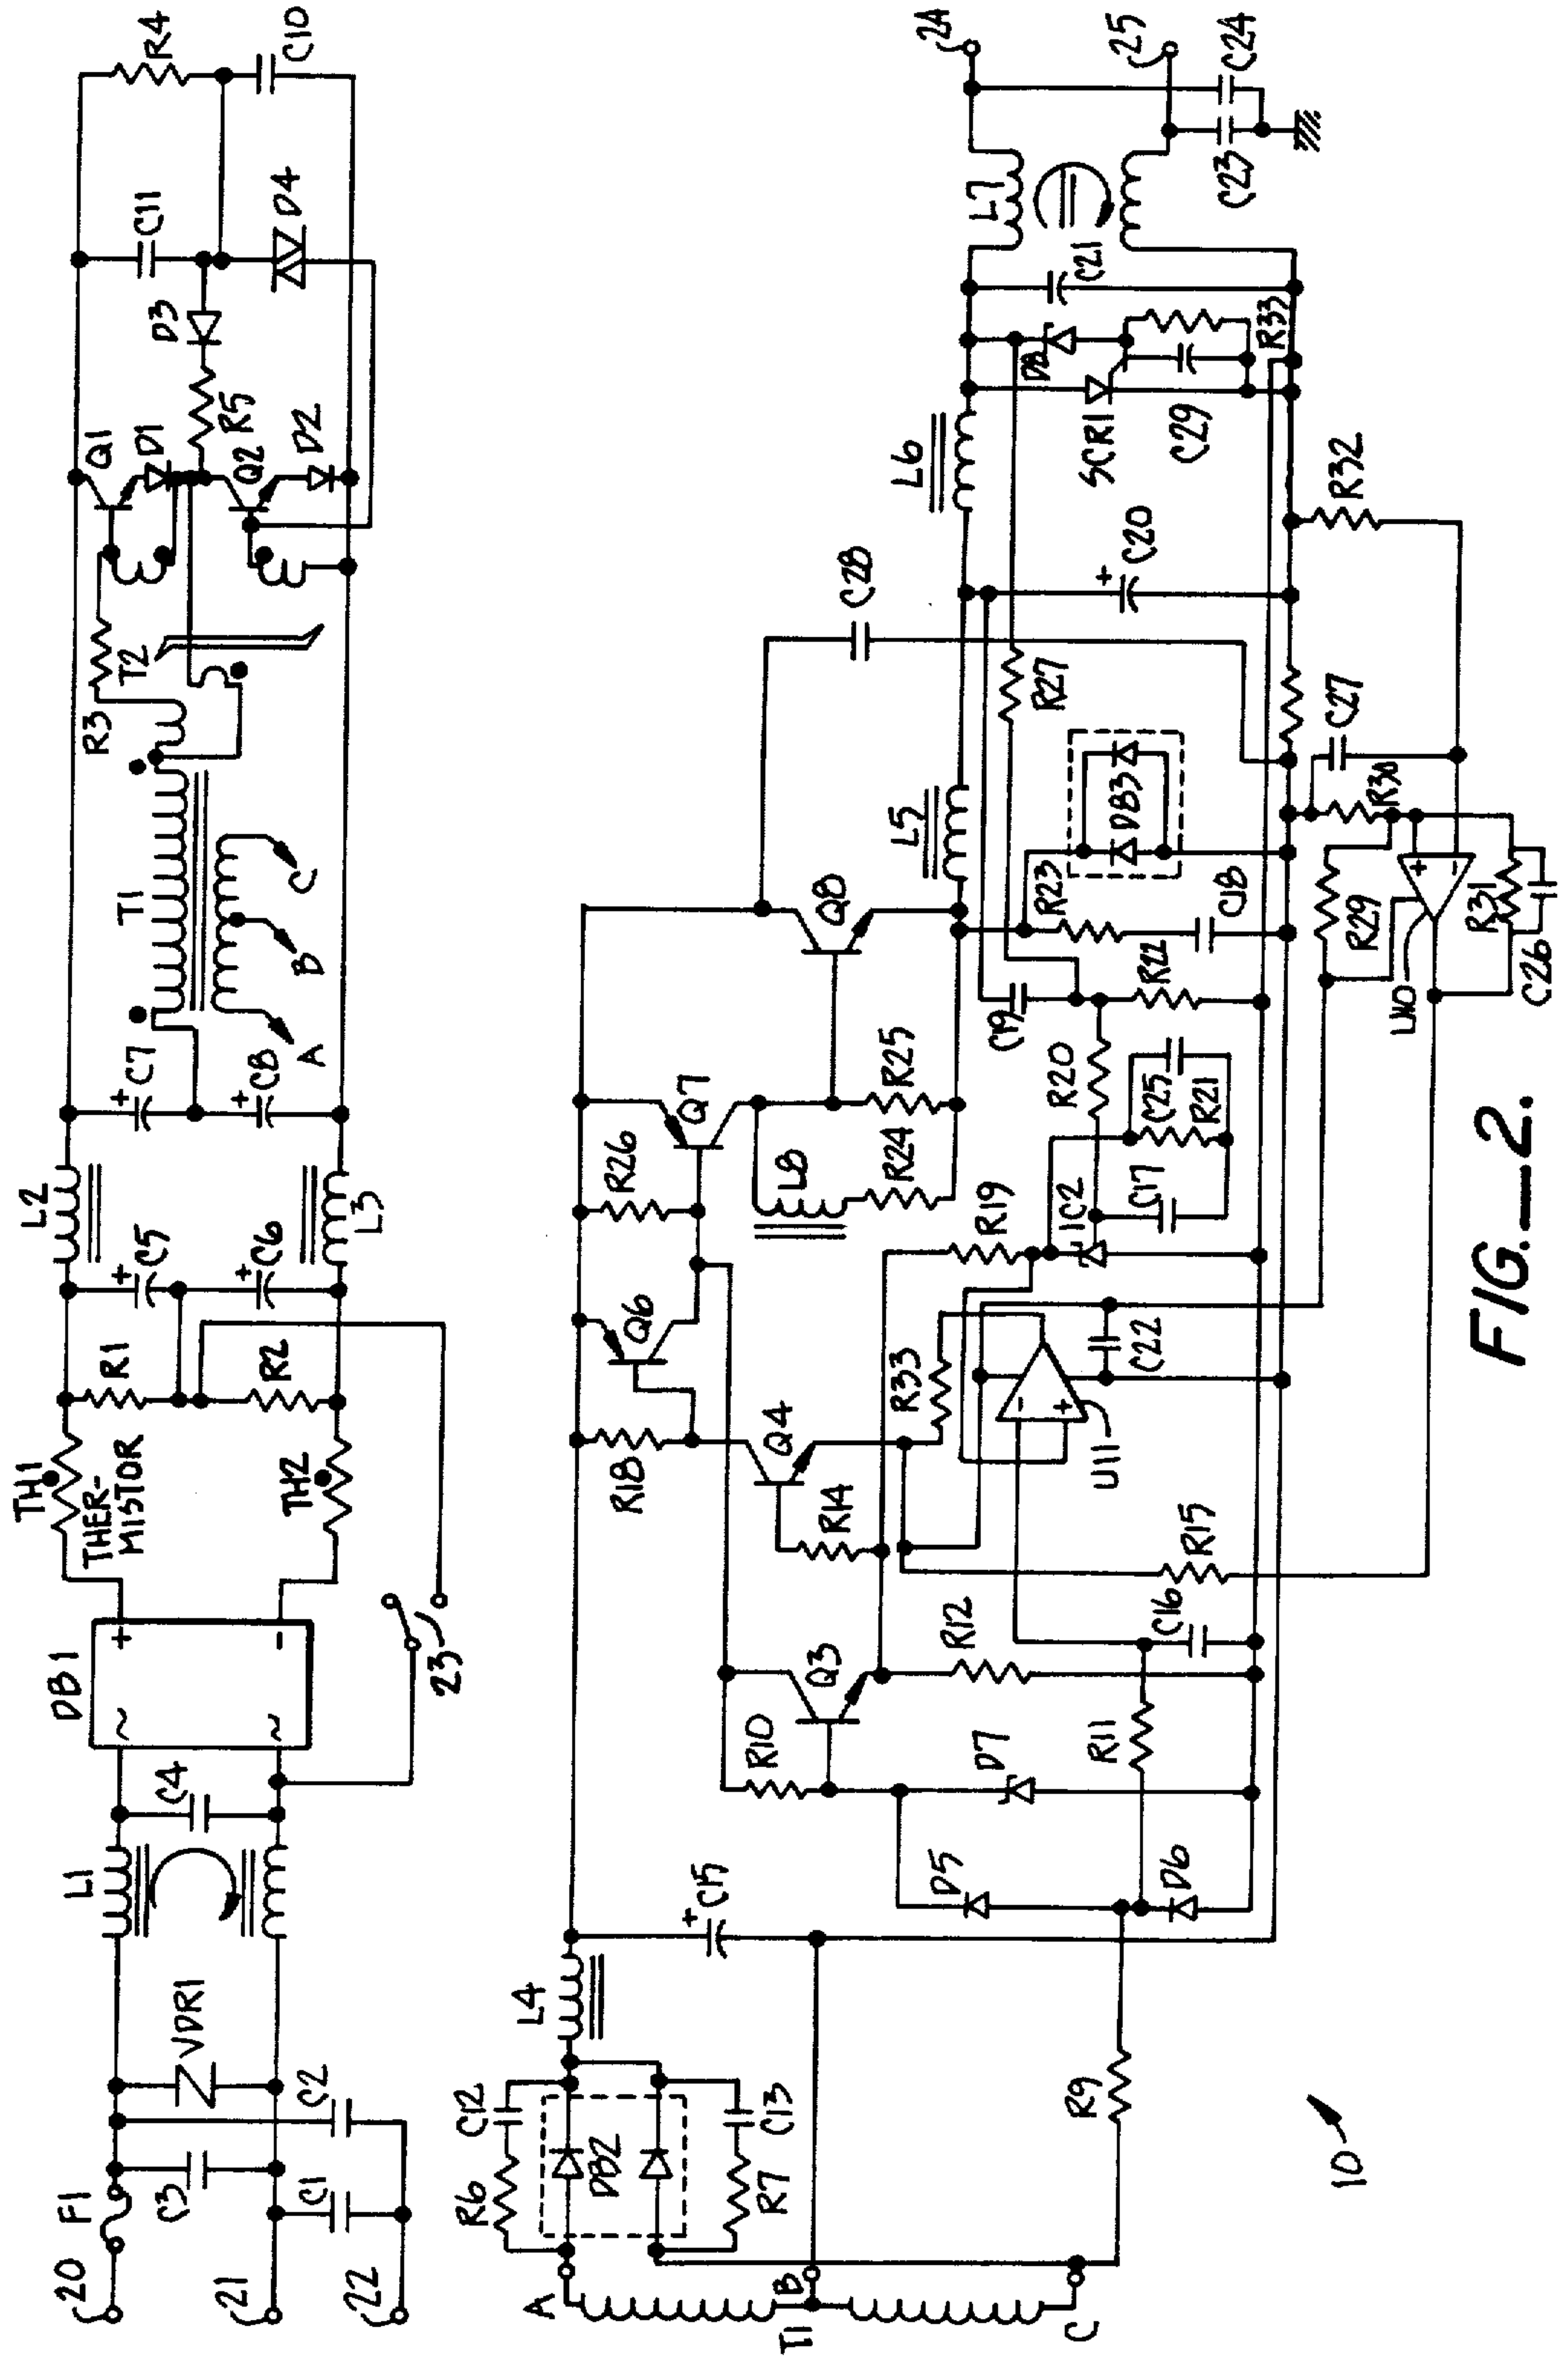 20
F1
21
22
C3
C1
C2
VDR1
L1
C4
DB1
~
~
+
-
23
TH1
THER-
MISTOR
TH2
R1
R2
C5
+
C6
+
L2
L3
C7
+
C8
+
T1
A
B
C
R3
T2
Q1
D1
Q2
D2
R5
D3
C11
D4
R4
C10
A
T1
B
C
R6
C12
DB2
R7
C13
L4
R9
C15
+
D5
D6
D7
R10
R11
Q3
R12
C16
R14
R15
R18
Q4
Q6
R33
U11
-
+
C22
R26
Q7
L8
R24
R25
R19
IC2
C17
R20
C25
R21
C19
R22
Q8
R23
C18
L5
DB3
R27
C28
C20
+
L6
SCR1
D8
C29
R33
C21
L7
24
25
C23
C24
R32
C27
R30
R29
+
-
U10
R31
C26
10
FIG._2.